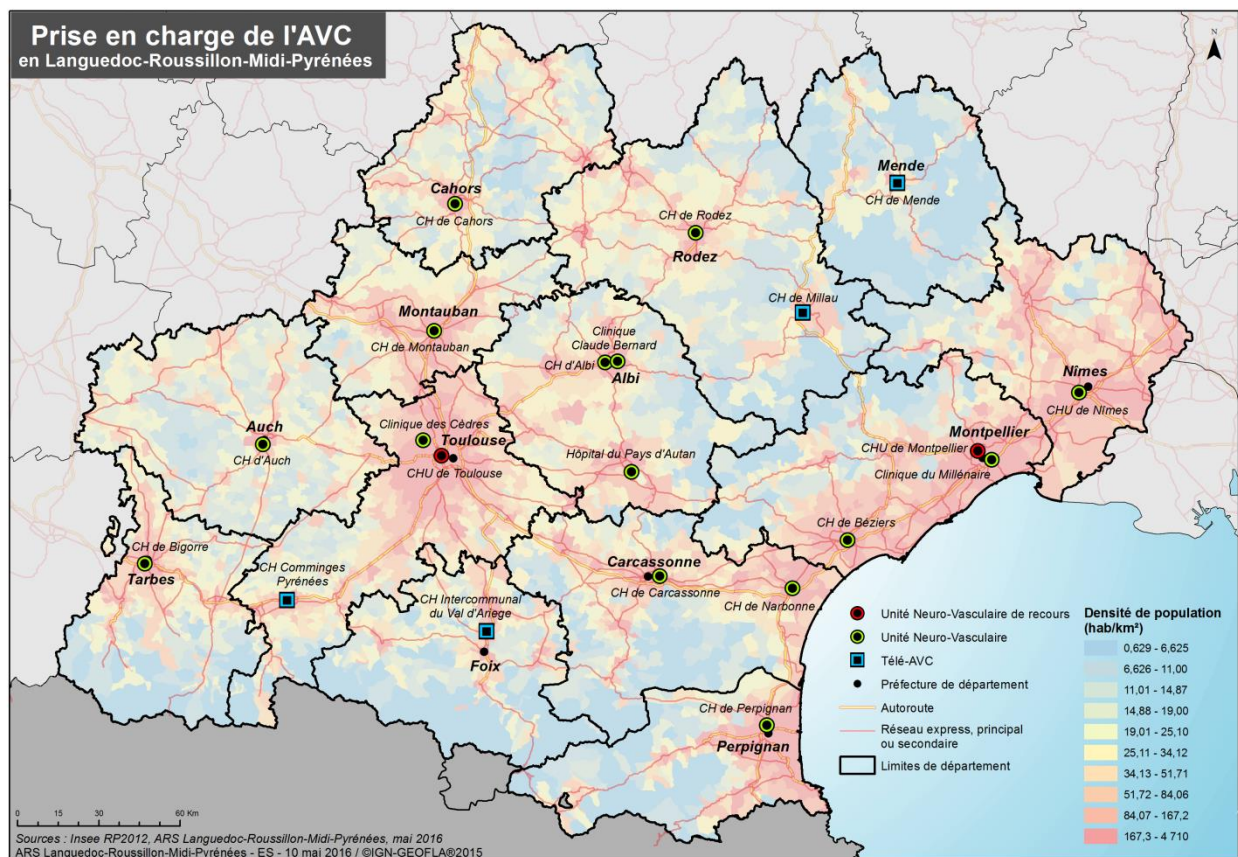 Prise en charge de l'AVC
en Languedoc-Roussillon-Midi-Pyrénées
N
Mende
CH de Mende
Cahors
CH de Cahors
CH de Rodez
Rodez
CH de Millau
Montauban
CH de Montauban
Clinique
Claude Bernard
CH d'Albi
Albi
Nîmes
CHU de Nîmes
Auch
CH d'Auch
Clinique des Cèdres
Toulouse
CHU de Toulouse
Hôpital du Pays d'Autan
Montpellier
CHU de Montpellier
Clinique du Millénaire
CH de Béziers
CH de Bigorre
Tarbes
CH Comminges
Pyrénées
CH Intercommunal
du Val d'Ariege
Foix
Carcassonne
CH de Carcassonne
CH de Narbonne
CH de Perpignan
Perpignan
Unité Neuro-Vasculaire de recours
Unité Neuro-Vasculaire
Télé-AVC
Préfecture de département
Autoroute
Réseau express, principal
ou secondaire
Limites de département
Densité de population
(hab/km²)
0,629 - 6,625
6,626 - 11,00
11,01 - 14,87
14,88 - 19,00
19,01 - 25,10
25,11 - 34,12
34,13 - 51,71
51,72 - 84,06
84,07 - 167,2
167,3 - 4 710
0 15 30 60 Km
Sources : Insee RP2012, ARS Languedoc-Roussillon-Midi-Pyrénées, mai 2016
ARS Languedoc-Roussillon-Midi-Pyrénées - ES - 10 mai 2016 / ©IGN-GEOFLA®2015